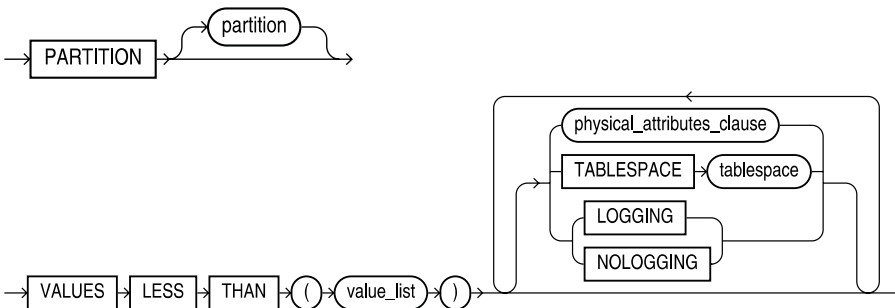 partition
PARTITION
physical_attributes_clause
TABLESPACE tablespace
LOGGING
NOLOGGING
VALUES LESS THAN ( value_list )